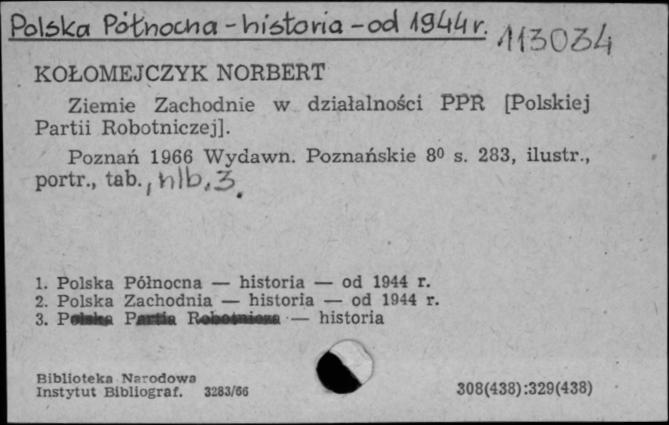 Polska Północna - historia - od 1944 r.
113034
KOŁOMEJCZYK NORBERT
Ziemie Zachodnie w działalności PPR [Polskiej
Partii Robotniczej].
Poznań 1966 Wydawn. Poznańskie 8⁰ s. 283, ilustr.,
portr., tab., nlb. 3.
1. Polska Północna — historia — od 1944 r.
2. Polska Zachodnia — historia — od 1944 r.
3. Polska Partia Robotnicza — historia
Biblioteka Narodowa
Instytut Bibliograf. 3283/66
308(438):329(438)